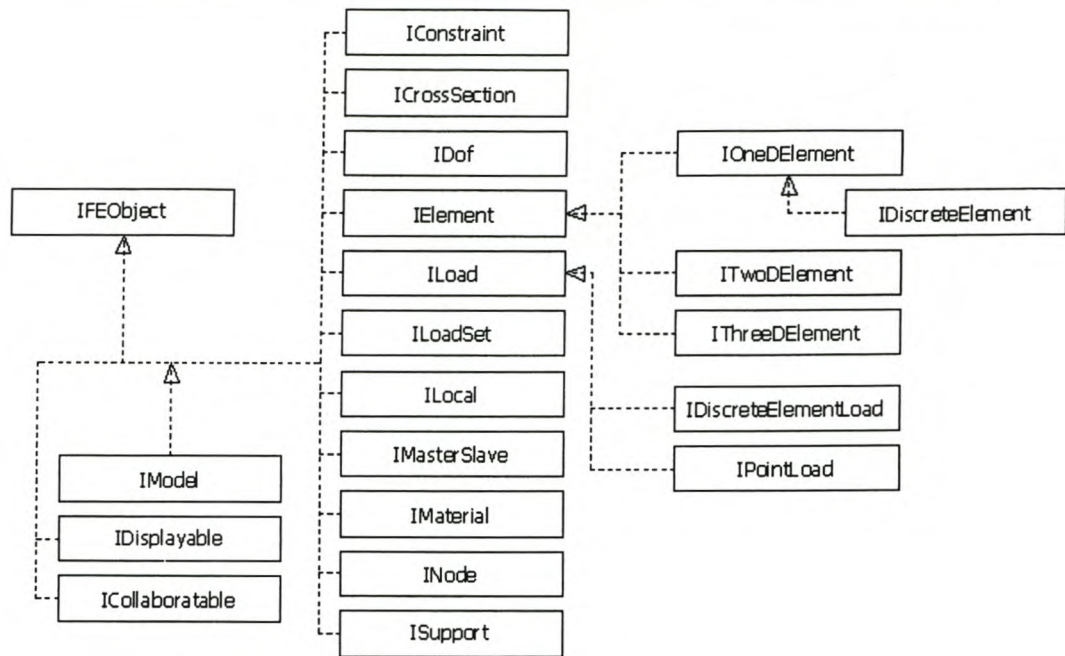 IConstraint
ICrossSection
IDof
IElement
ILoad
ILoadSet
ILocal
IMasterSlave
IMaterial
INode
ISupport
IFEObject
IModel
IDisplayable
ICollaboratable
IOneDElement
IDiscreteElement
ITwoDElement
IThreeDElement
IDiscreteElementLoad
IPointLoad